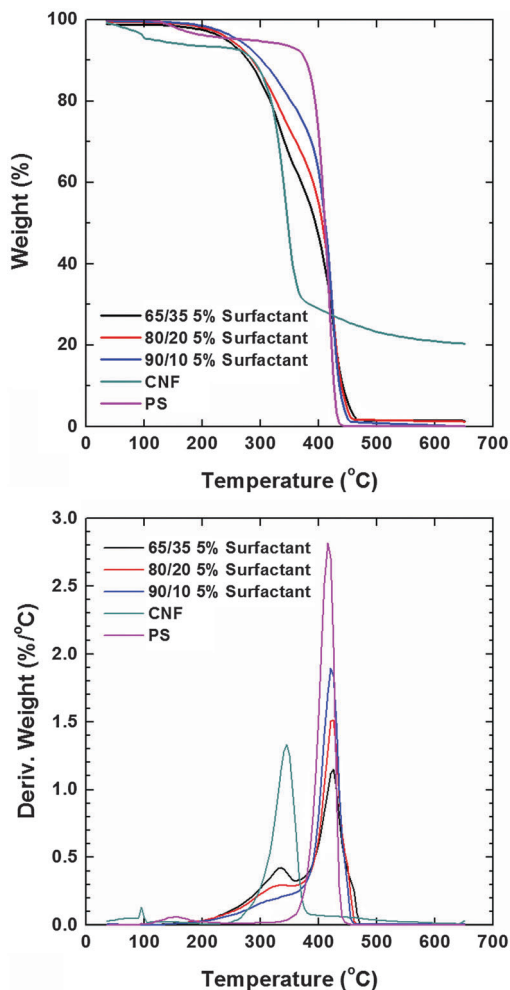 100
80
60
40
20
0
Weight (%)
65/35 5% Surfactant
80/20 5% Surfactant
90/10 5% Surfactant
CNF
PS
0 100 200 300 400 500 600 700
Temperature (°C)
3.0
2.5
2.0
1.5
1.0
0.5
0.0
Deriv. Weight (%/°C)
65/35 5% Surfactant
80/20 5% Surfactant
90/10 5% Surfactant
CNF
PS
0 100 200 300 400 500 600 700
Temperature (°C)